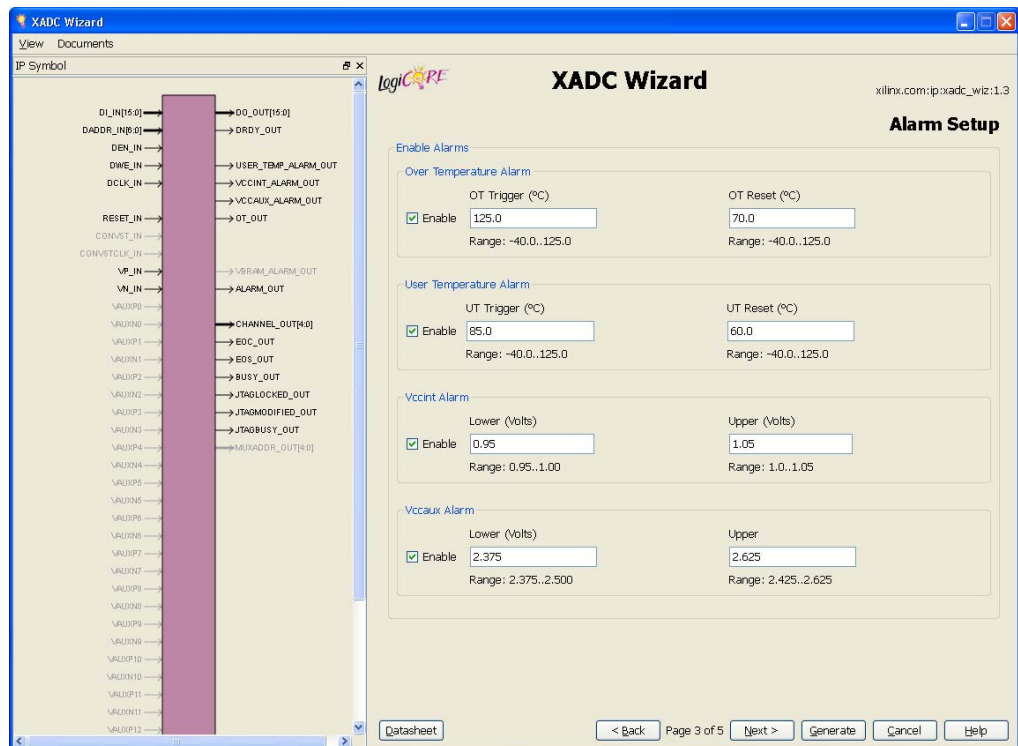 XADC Wizard
View Documents
IP Symbol
DI_IN[15:0]
DADDR_IN[6:0]
DEN_IN
DWE_IN
DCLK_IN
RESET_IN
CONVST_IN
CONVSTCLK_IN
VP_IN
VN_IN
VAUXP0
VAUXN0
VAUXP1
VAUXN1
VAUXP2
VAUXN2
VAUXP3
VAUXN3
VAUXP4
VAUXN4
VAUXP5
VAUXN5
VAUXP6
VAUXN6
VAUXP7
VAUXN7
VAUXP8
VAUXN8
VAUXP9
VAUXN9
VAUXP10
VAUXN10
VAUXP11
VAUXN11
VAUXP12
DO_OUT[15:0]
DRDY_OUT
USER_TEMP_ALARM_OUT
VCCINT_ALARM_OUT
VCCAUX_ALARM_OUT
OT_OUT
VBRAM_ALARM_OUT
ALARM_OUT
CHANNEL_OUT[4:0]
EOC_OUT
EOS_OUT
BUSY_OUT
JTAGLOCKED_OUT
JTAGMODIFIED_OUT
JTAGBUSY_OUT
MUXADDR_OUT[4:0]
LogiCORE
XADC Wizard
xilinx.com:ip:xadc_wiz:1.3
Alarm Setup
Enable Alarms
Over Temperature Alarm
OT Trigger (ºC) OT Reset (ºC)
Enable 125.0 70.0
Range: -40.0..125.0 Range: -40.0..125.0
User Temperature Alarm
UT Trigger (ºC) UT Reset (ºC)
Enable 85.0 60.0
Range: -40.0..125.0 Range: -40.0..125.0
Vccint Alarm
Lower (Volts) Upper (Volts)
Enable 0.95 1.05
Range: 0.95..1.00 Range: 1.0..1.05
Vccaux Alarm
Lower (Volts) Upper
Enable 2.375 2.625
Range: 2.375..2.500 Range: 2.425..2.625
Datasheet < Back Page 3 of 5 Next > Generate Cancel Help